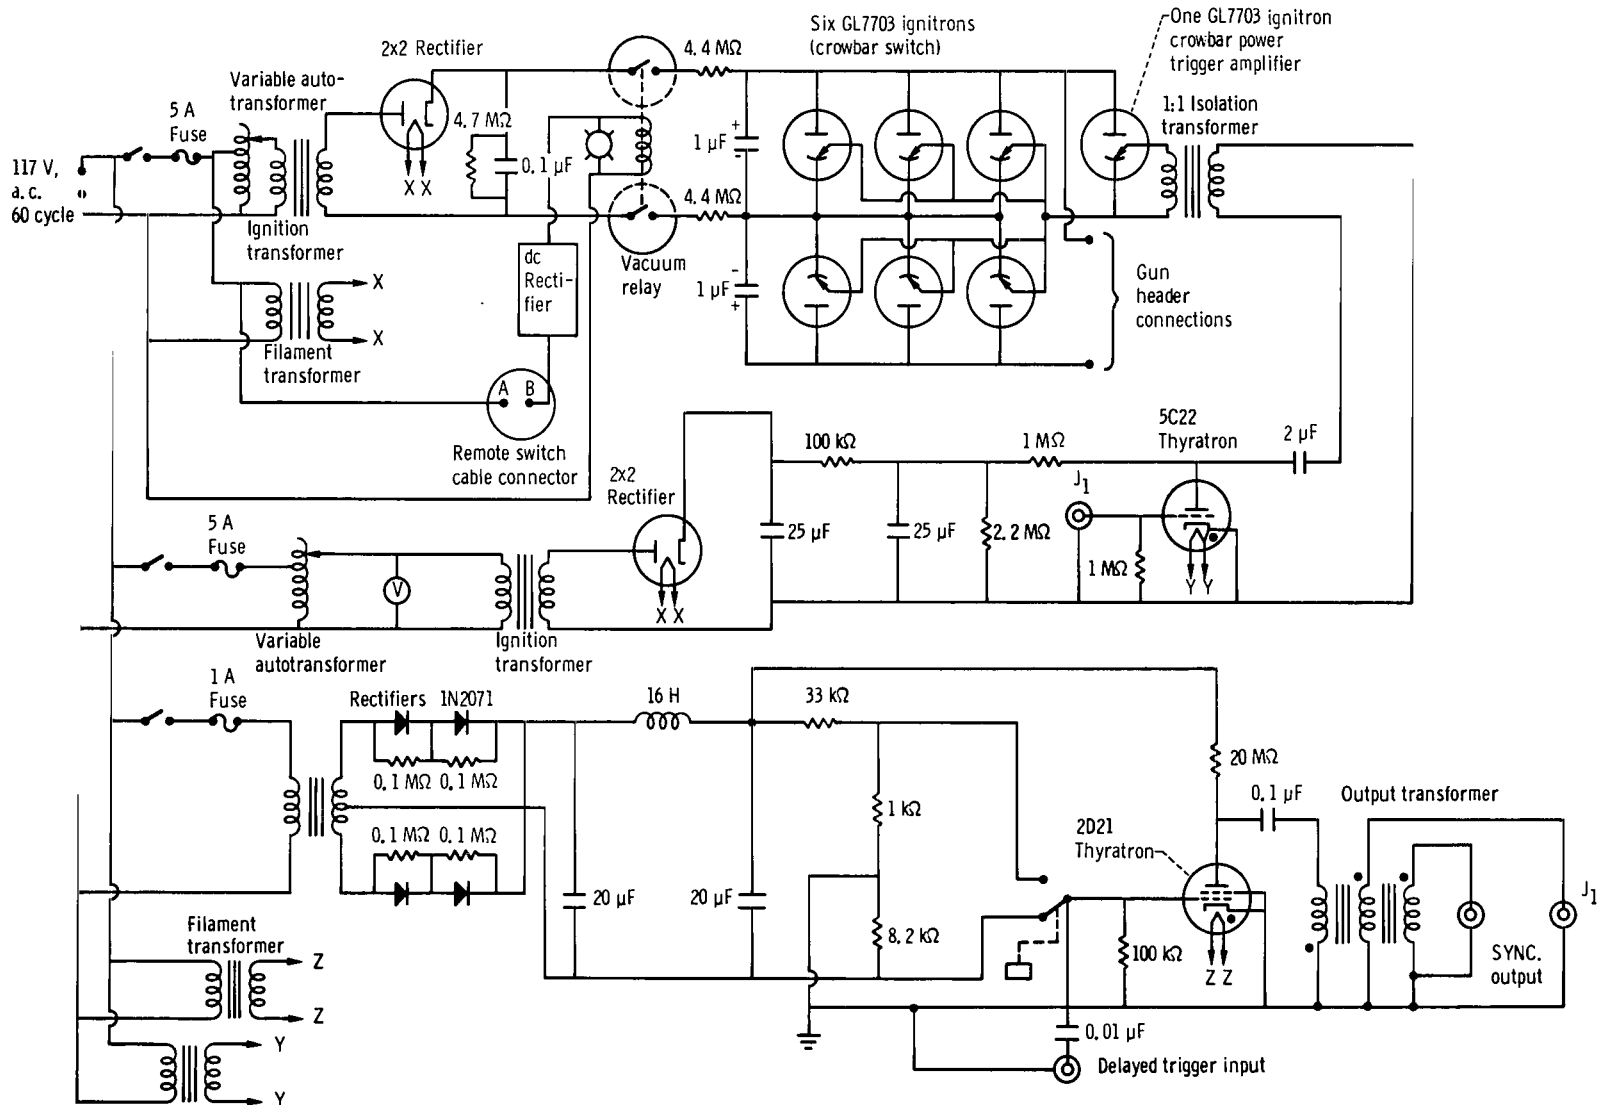 Six GL7703 ignitrons
(crowbar switch)
One GL7703 ignitron
crowbar power
trigger amplifier
1:1 Isolation
transformer
2x2 Rectifier
4.4 MΩ
Variable auto-
transformer
5 A
Fuse
4.7 MΩ
0.1 µF
X X
117 V,
a.c.
60 cycle
1 µF
+
-
4.4 MΩ
Ignition
transformer
dc
Recti-
fier
Vacuum
relay
1 µF
-
+
Gun
header
connections
X
X
Filament
transformer
A B
Remote switch
cable connector
2x2
Rectifier
100 kΩ
1 MΩ
5C22
Thyratron
2 µF
J1
25 µF
25 µF
2.2 MΩ
1 MΩ
Y Y
5 A
Fuse
V
X X
Variable
autotransformer
Ignition
transformer
1 A
Fuse
Rectifiers
1N2071
16 H
33 kΩ
0.1 MΩ
0.1 MΩ
20 MΩ
0.1 µF
Output transformer
1 kΩ
2D21
Thyratron
0.1 MΩ
0.1 MΩ
20 µF
20 µF
8.2 kΩ
100 kΩ
Z Z
J1
SYNC.
output
Filament
transformer
Z
Z
0.01 µF
Delayed trigger input
Y
Y